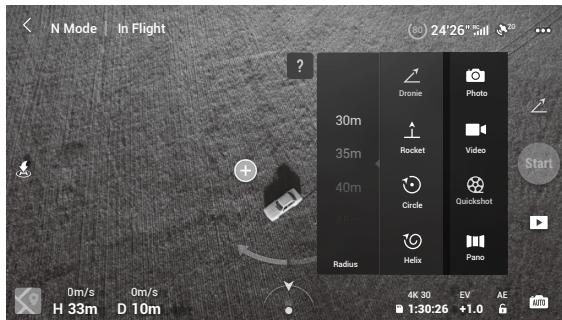 N Mode | In Flight
80
24'26"
RC
20
?
Dronie
Photo
30m
35m
40m
Rocket
Video
Circle
Quickshot
Start
Helix
Pano
Radius
0m/s
0m/s
H 33m
D 10m
4K 30
EV
AE
1:30:26
+1.0
AUTO